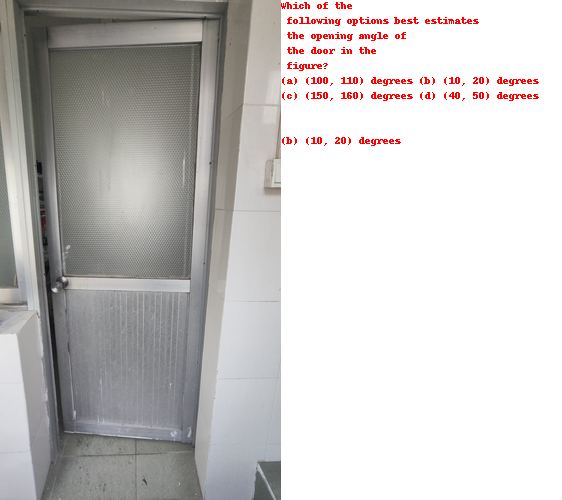 Which of the
following options best estimates
the opening angle of
the door in the
figure?
(a) (100, 110) degrees (b) (10, 20) degrees
(c) (150, 160) degrees (d) (40, 50) degrees
(b) (10, 20) degrees